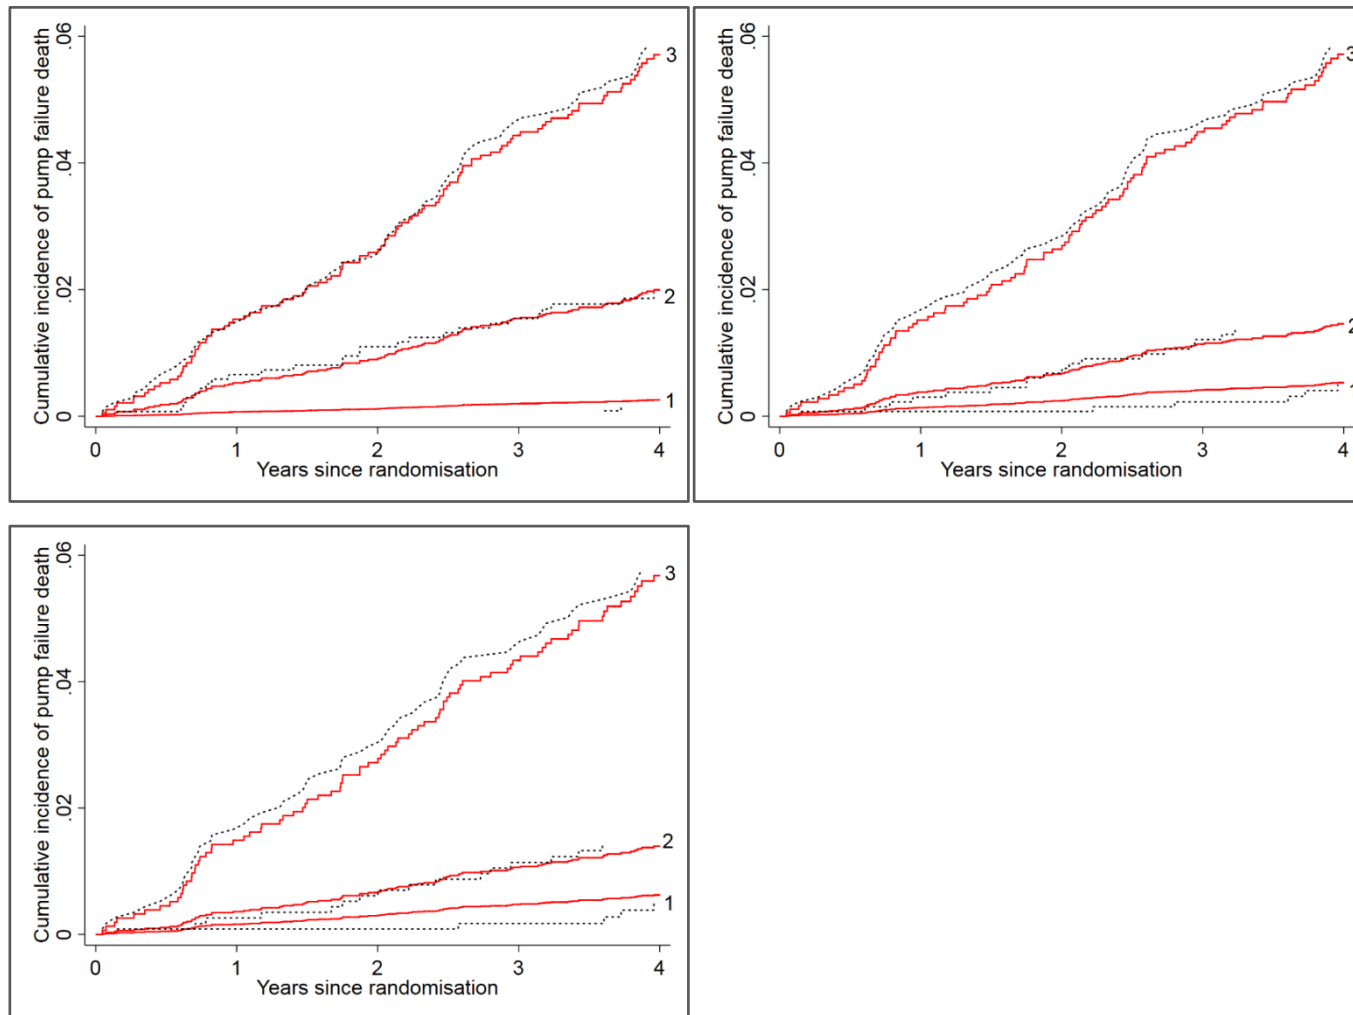 Cumulative incidence of pump failure death
0 .02 .04 .06
3
2
1
0 1 2 3 4
Years since randomisation
Cumulative incidence of pump failure death
0 .02 .04 .06
3
2
1
0 1 2 3 4
Years since randomisation
Cumulative incidence of pump failure death
0 .02 .04 .06
3
2
1
0 1 2 3 4
Years since randomisation